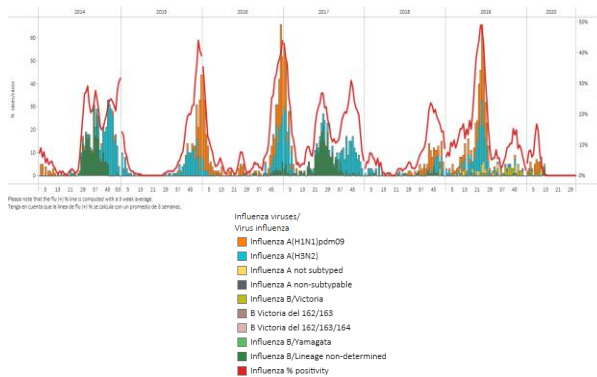 2014 2015 2016 2017 2018 2019 2020
60
50
40
30
20
10
0
50%
40%
30%
20%
10%
0%
Please note that the flu (+) % line is computed with a 3 week average.
Tenga en cuenta que la linea de flu (+) % se calcula con un promedio de 3 semanas.
Influenza viruses/
Virus influenza
Influenza A(H1N1)pdm09
Influenza A(H3N2)
Influenza A not subtyped
Influenza A non-subtypable
Influenza B/Victoria
B Victoria del 162/163
B Victoria del 162/163/164
Influenza B/Yamagata
Influenza B/Lineage non-determined
Influenza % positivity